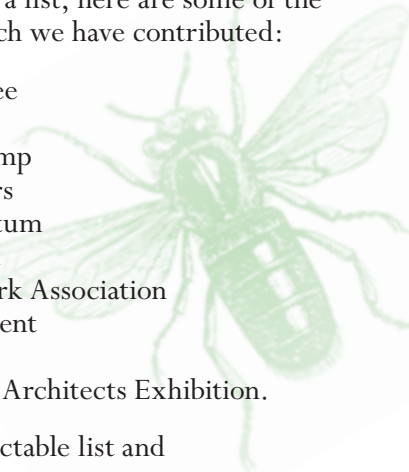 a list, here are some of the
ch we have contributed:
ee
mp
rs
tum
rk Association
ent
Architects Exhibition.
ctable list and